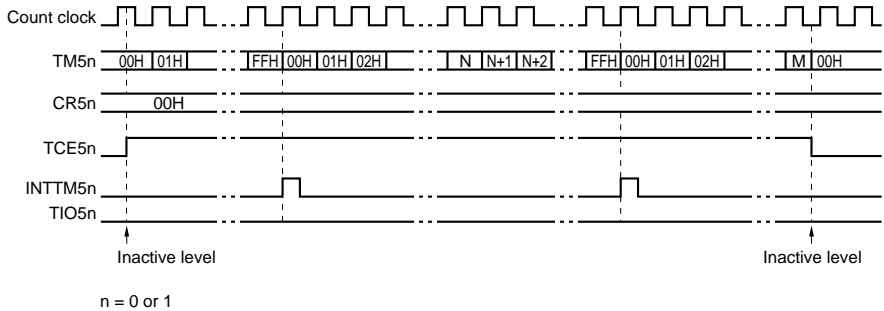 Count clock
TM5n 00H 01H FFH 00H 01H 02H N N+1 N+2 FFH 00H 01H 02H M 00H
CR5n 00H
TCE5n
INTTM5n
TIO5n
Inactive level Inactive level
n = 0 or 1